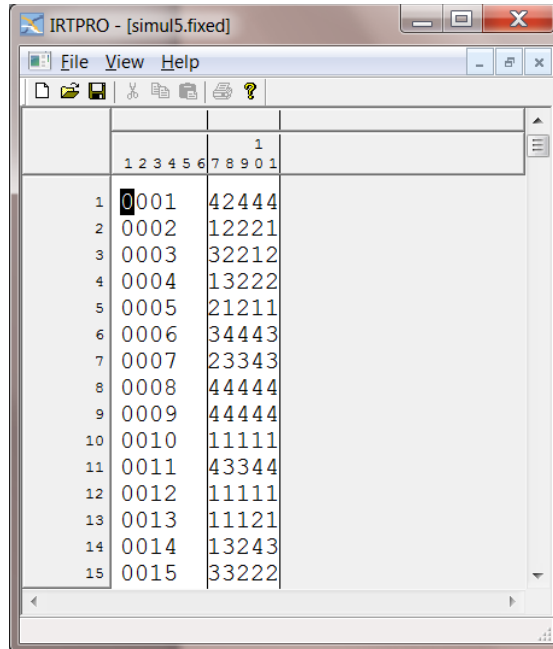 IRTPRO - [simul5.fixed]
File View Help
1
1 2 3 4 5 6 7 8 9 0 1
1 0001 42444
2 0002 12221
3 0003 32212
4 0004 13222
5 0005 21211
6 0006 34443
7 0007 23343
8 0008 44444
9 0009 44444
10 0010 11111
11 0011 43344
12 0012 11111
13 0013 11121
14 0014 13243
15 0015 33222